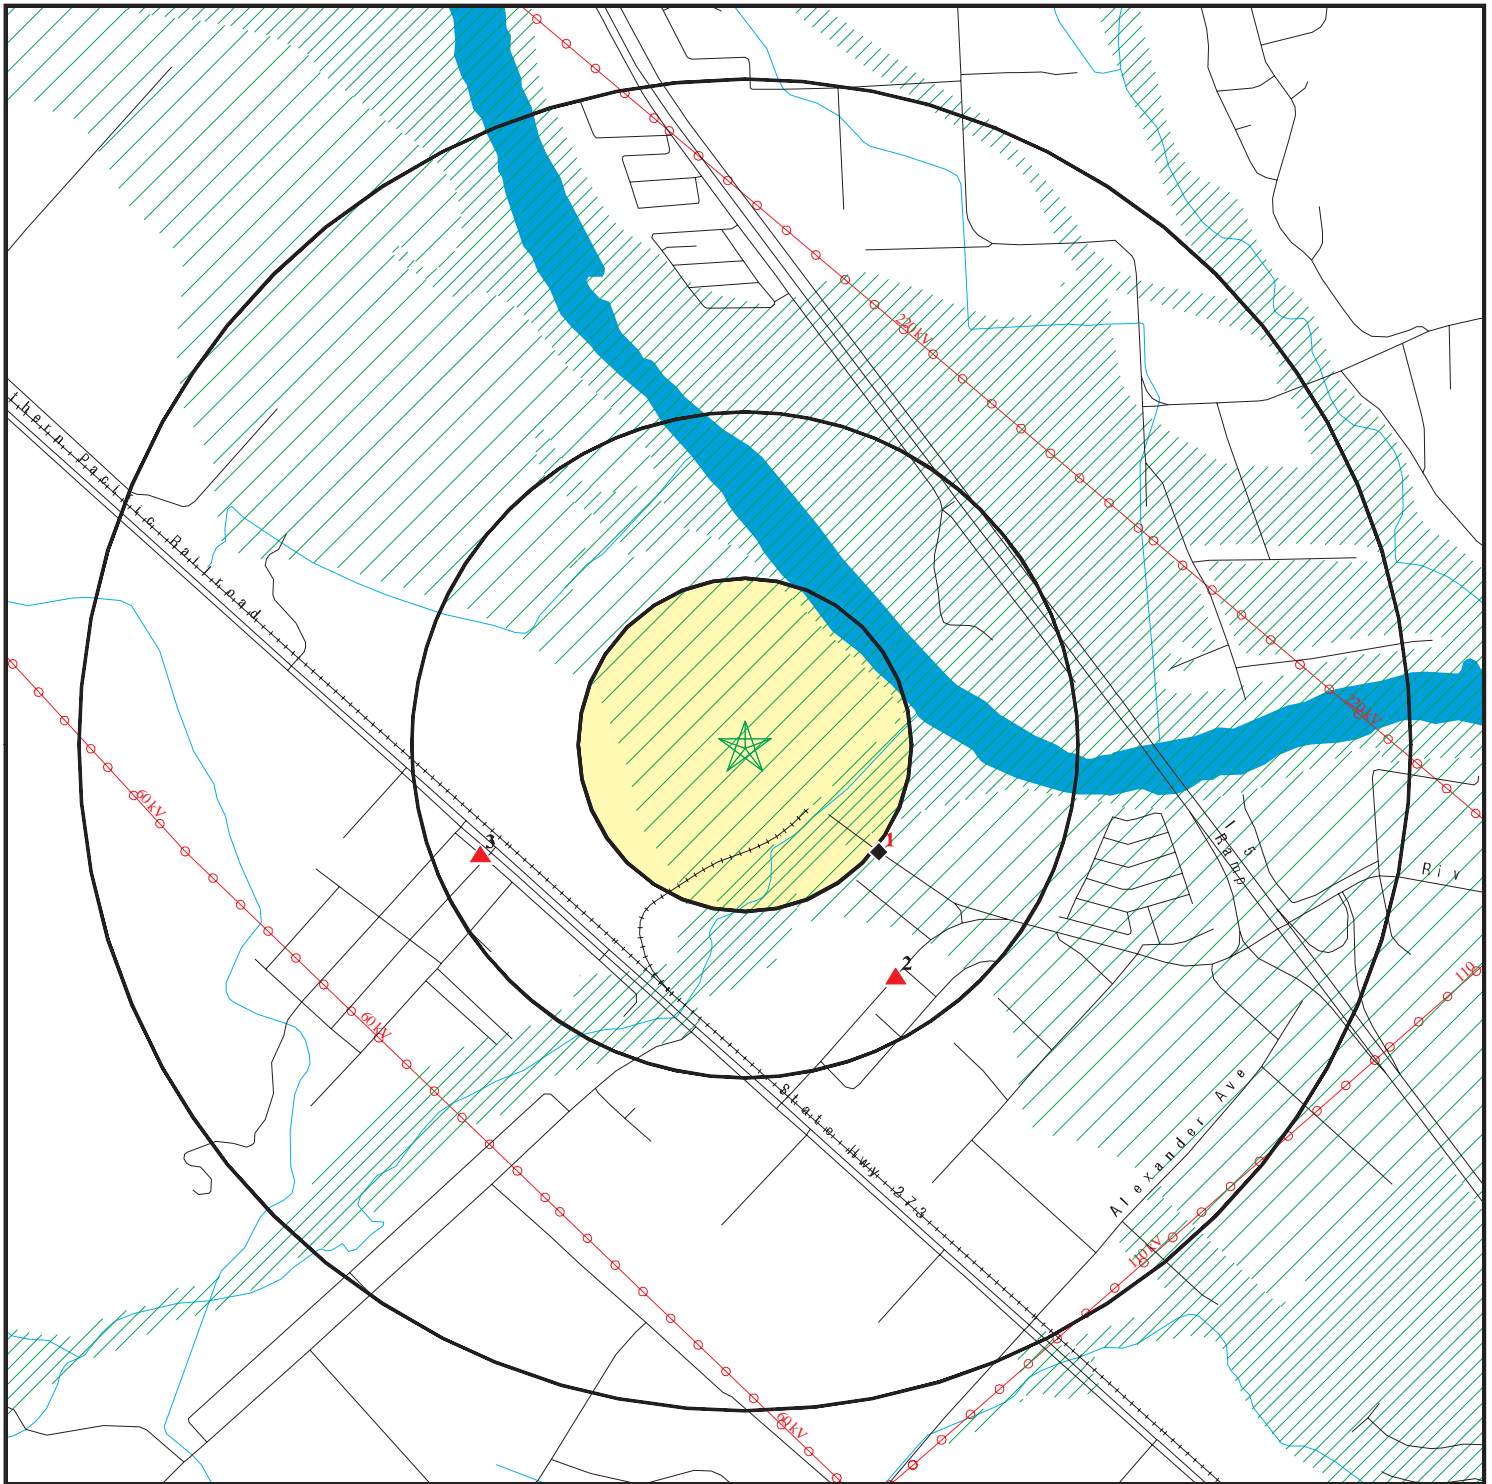 220kV
thern Pacific Railroad
220kV
60kV
3
1
I 5
Ramp
Riv
2
110
60kV
State Hwy 273
Alexander Ave
110kV
60kV